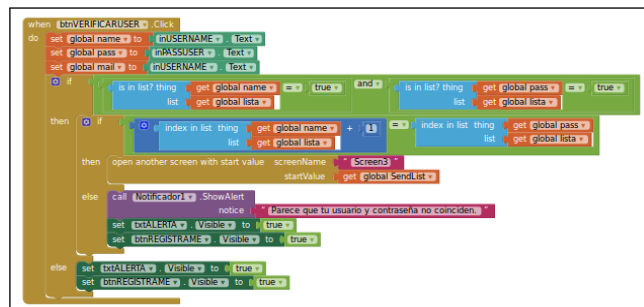 when btnVERIFICARUSER .Click
do set global name to inUSERNAME . Text
set global pass to inPASSUSER . Text
set global mail to inUSERNAME . Text
if is in list? thing get global name = true and is in list? thing get global pass = true
list get global lista list get global lista
then if index in list thing get global name + 1 = index in list thing get global pass
list get global lista list get global lista
then open another screen with start value screenName " Screen3 "
startValue get global SendList
else call Notificador1 .ShowAlert
notice " Parece que tu usuario y contraseña no coinciden. "
set txtALERTA . Visible to true
set btnREGISTRAME . Visible to true
else set txtALERTA . Visible to true
set btnREGISTRAME . Visible to true